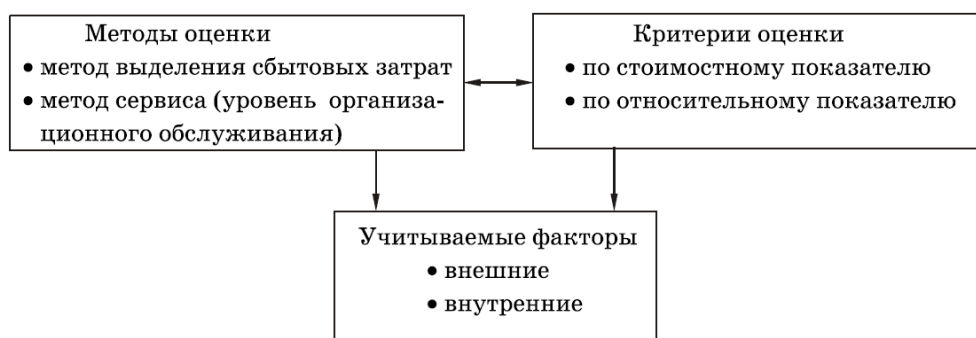 Методы оценки
• метод выделения сбытовых затрат
• метод сервиса (уровень организа-
ционного обслуживания)
Критерии оценки
• по стоимостному показателю
• по относительному показателю
Учитываемые факторы
• внешние
• внутренние